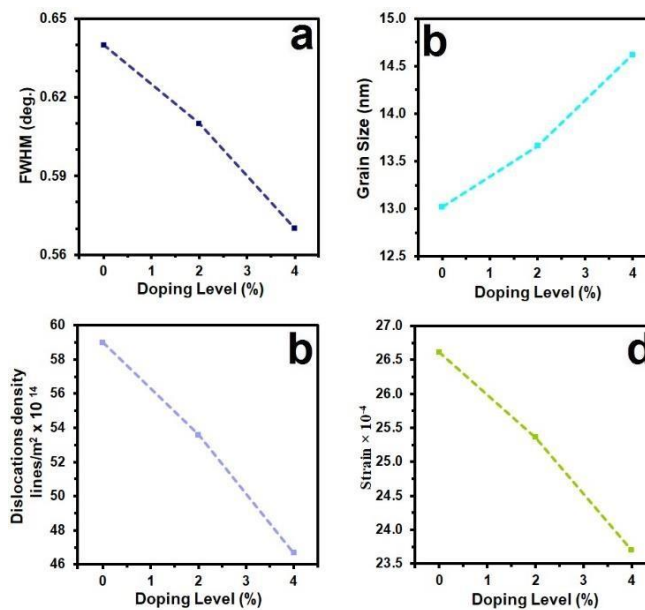 a
0.65
0.62
0.59
0.56
FWHM (deg.)
0 1 2 3 4
Doping Level (%)
b
15.0
14.5
14.0
13.5
13.0
12.5
Grain Size (nm)
0 1 2 3 4
Doping Level (%)
b
60
58
56
54
52
50
48
46
Dislocations density
lines/m² x 10 ¹⁴
0 1 2 3 4
Doping Level (%)
d
27.0
26.5
26.0
25.5
25.0
24.5
24.0
23.5
Strain × 10⁻⁴
0 1 2 3 4
Doping Level (%)